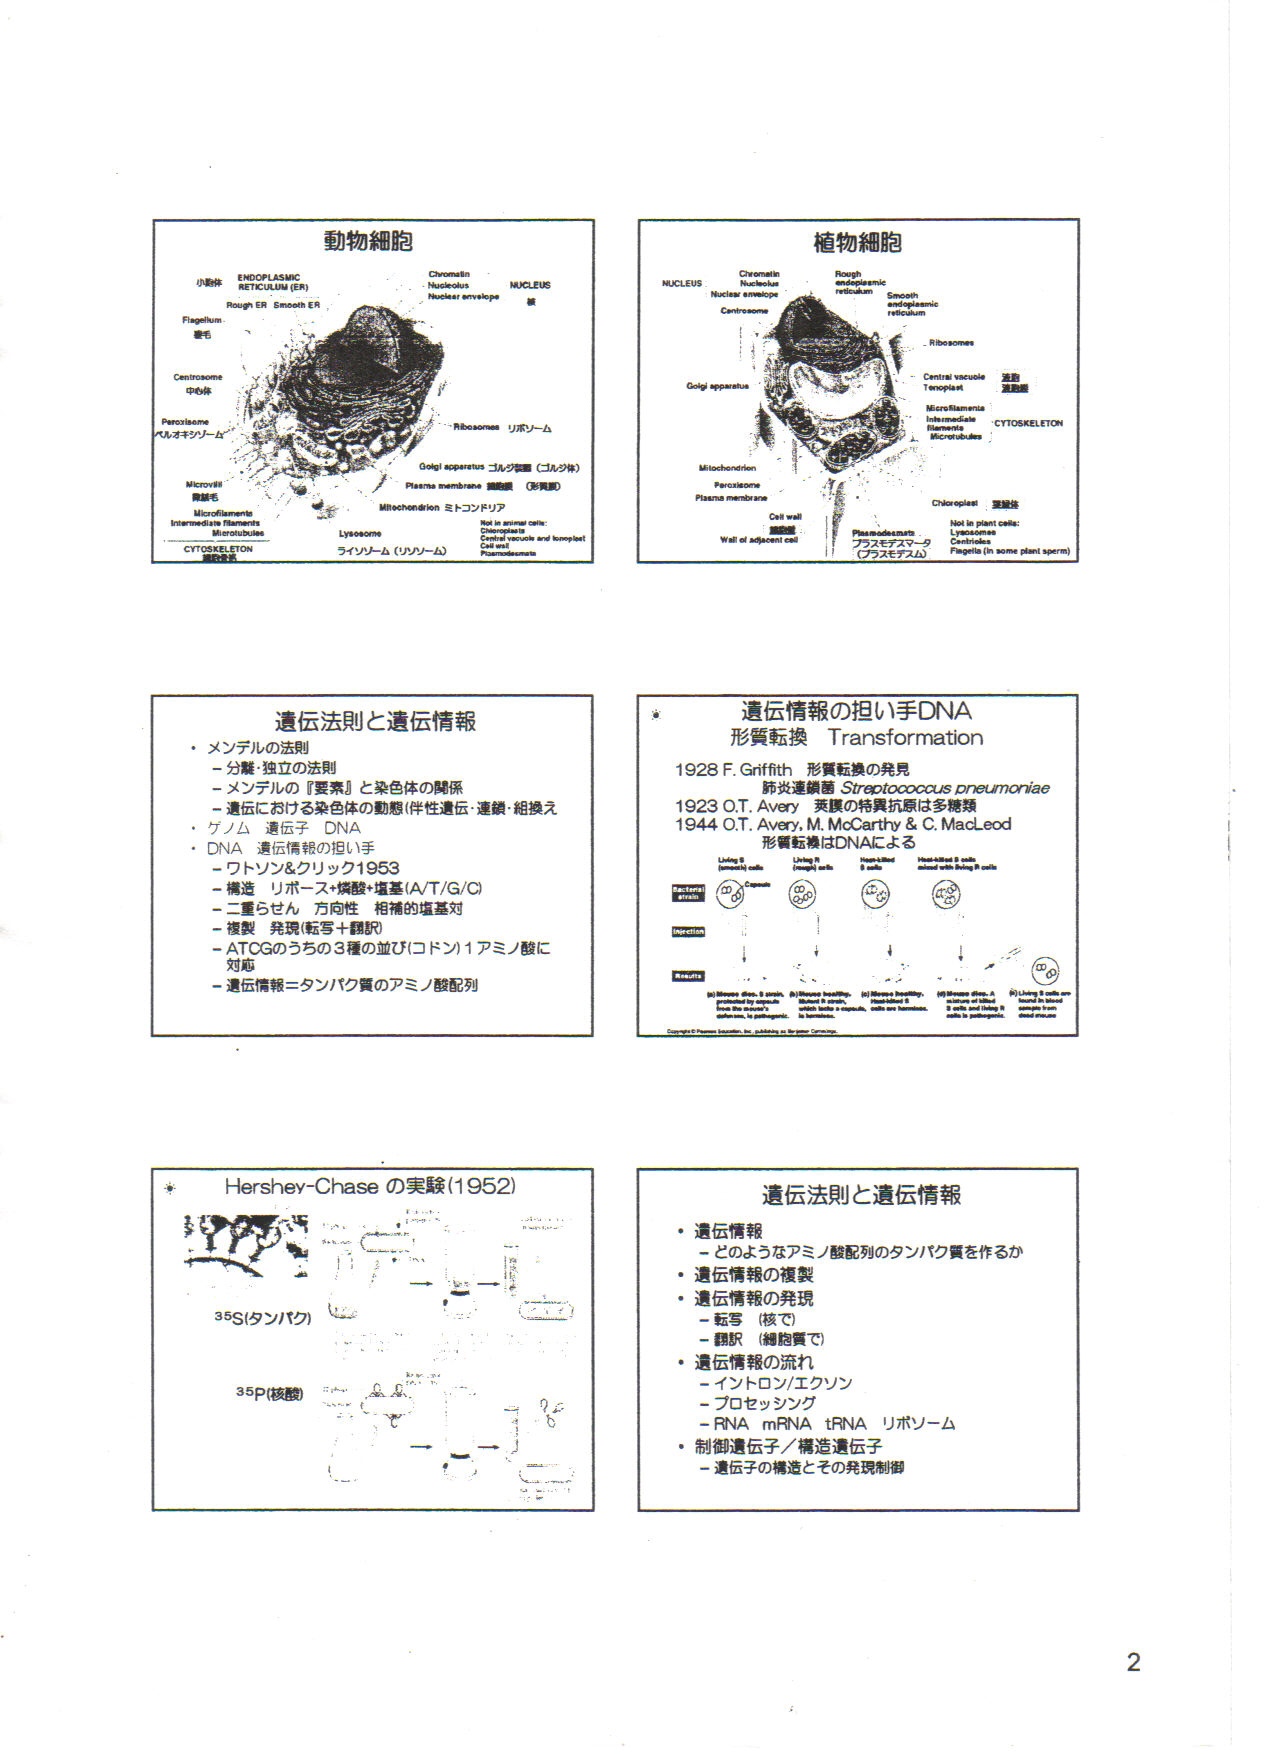 動物細胞
小胞体
ENDOPLASMIC
RETICULUM (ER)
Rough ER Smooth ER
Flagellum
鞭毛
Centrosome
中心体
Peroxisome
ペルオキシゾーム
Microvilli
微絨毛
Microfilaments
Intermediate filaments
Microtubules
CYTOSKELETON
細胞骨格
Chromatin
Nucleolus
Nuclear envelope
NUCLEUS
核
Ribosomes リボソーム
Golgi apparatus ゴルジ装置 (ゴルジ体)
Plasma membrane 細胞膜 (形質膜)
Mitochondrion ミトコンドリア
Lysosome
ライソソーム (リソソーム)
Not in animal cells:
Chloroplasts
Central vacuole and tonoplast
Cell wall
Plasmodesmata
植物細胞
NUCLEUS
Chromatin
Nucleolus
Nuclear envelope
Centrosome
Rough
endoplasmic
reticulum
Smooth
endoplasmic
reticulum
Ribosomes
Golgi apparatus
Central vacuole 液胞
Tonoplast 液胞膜
Microfilaments
Intermediate
filaments
Microtubules
CYTOSKELETON
Mitochondrion
Peroxisome
Plasma membrane
Cell wall
細胞壁
Wall of adjacent cell
Chloroplast 葉緑体
Plasmodesmata
プラスモデスマータ
(プラスモデスム)
Not in plant cells:
Lysosomes
Centrioles
Flagella (in some plant sperm)
遺伝法則と遺伝情報
・ メンデルの法則
– 分離・独立の法則
– メンデルの『要素』と染色体の関係
– 遺伝における染色体の動態(伴性遺伝・連鎖・組換え
・ ゲノム 遺伝子 DNA
・ DNA 遺伝情報の担い手
– ワトソン&クリック1953
– 構造 リボース+燐酸+塩基(A/T/G/C)
– 二重らせん 方向性 相補的塩基対
– 複製 発現(転写+翻訳)
– ATCGのうちの3種の並び(コドン)1アミノ酸に
対応
– 遺伝情報=タンパク質のアミノ酸配列
遺伝情報の担い手DNA
形質転換 Transformation
1928 F. Griffith 形質転換の発見
肺炎連鎖菌 Streptococcus pneumoniae
1923 O.T. Avery 莢膜の特異抗原は多糖類
1944 O.T. Avery, M. McCarthy & C. MacLeod
形質転換はDNAによる
Living S
(smooth) cells
Living R
(rough) cells
Heat-killed
S cells
Heat-killed S cells
mixed with living R cells
Bacterial
strain
Capsule
Injection
Results
(a) Mouse dies. S strain,
protected by capsule
from the mouse's
defenses, is pathogenic.
(b) Mouse healthy.
Mutant R strain,
which lacks a capsule,
is harmless.
(c) Mouse healthy.
Heat-killed S
cells are harmless.
(d) Mouse dies. A
mixture of killed
S cells and living R
cells is pathogenic.
(e) Living S cells are
found in blood
sample from
dead mouse
Copyright © Pearson Education, Inc., publishing as Benjamin Cummings.
Hershey-Chase の実験(1952)
35S(タンパク)
35P(核酸)
遺伝法則と遺伝情報
・ 遺伝情報
– どのようなアミノ酸配列のタンパク質を作るか
・ 遺伝情報の複製
・ 遺伝情報の発現
– 転写 (核で)
– 翻訳 (細胞質で)
・ 遺伝情報の流れ
– イントロン/エクソン
– プロセッシング
– RNA mRNA tRNA リボソーム
・ 制御遺伝子/構造遺伝子
– 遺伝子の構造とその発現制御
2